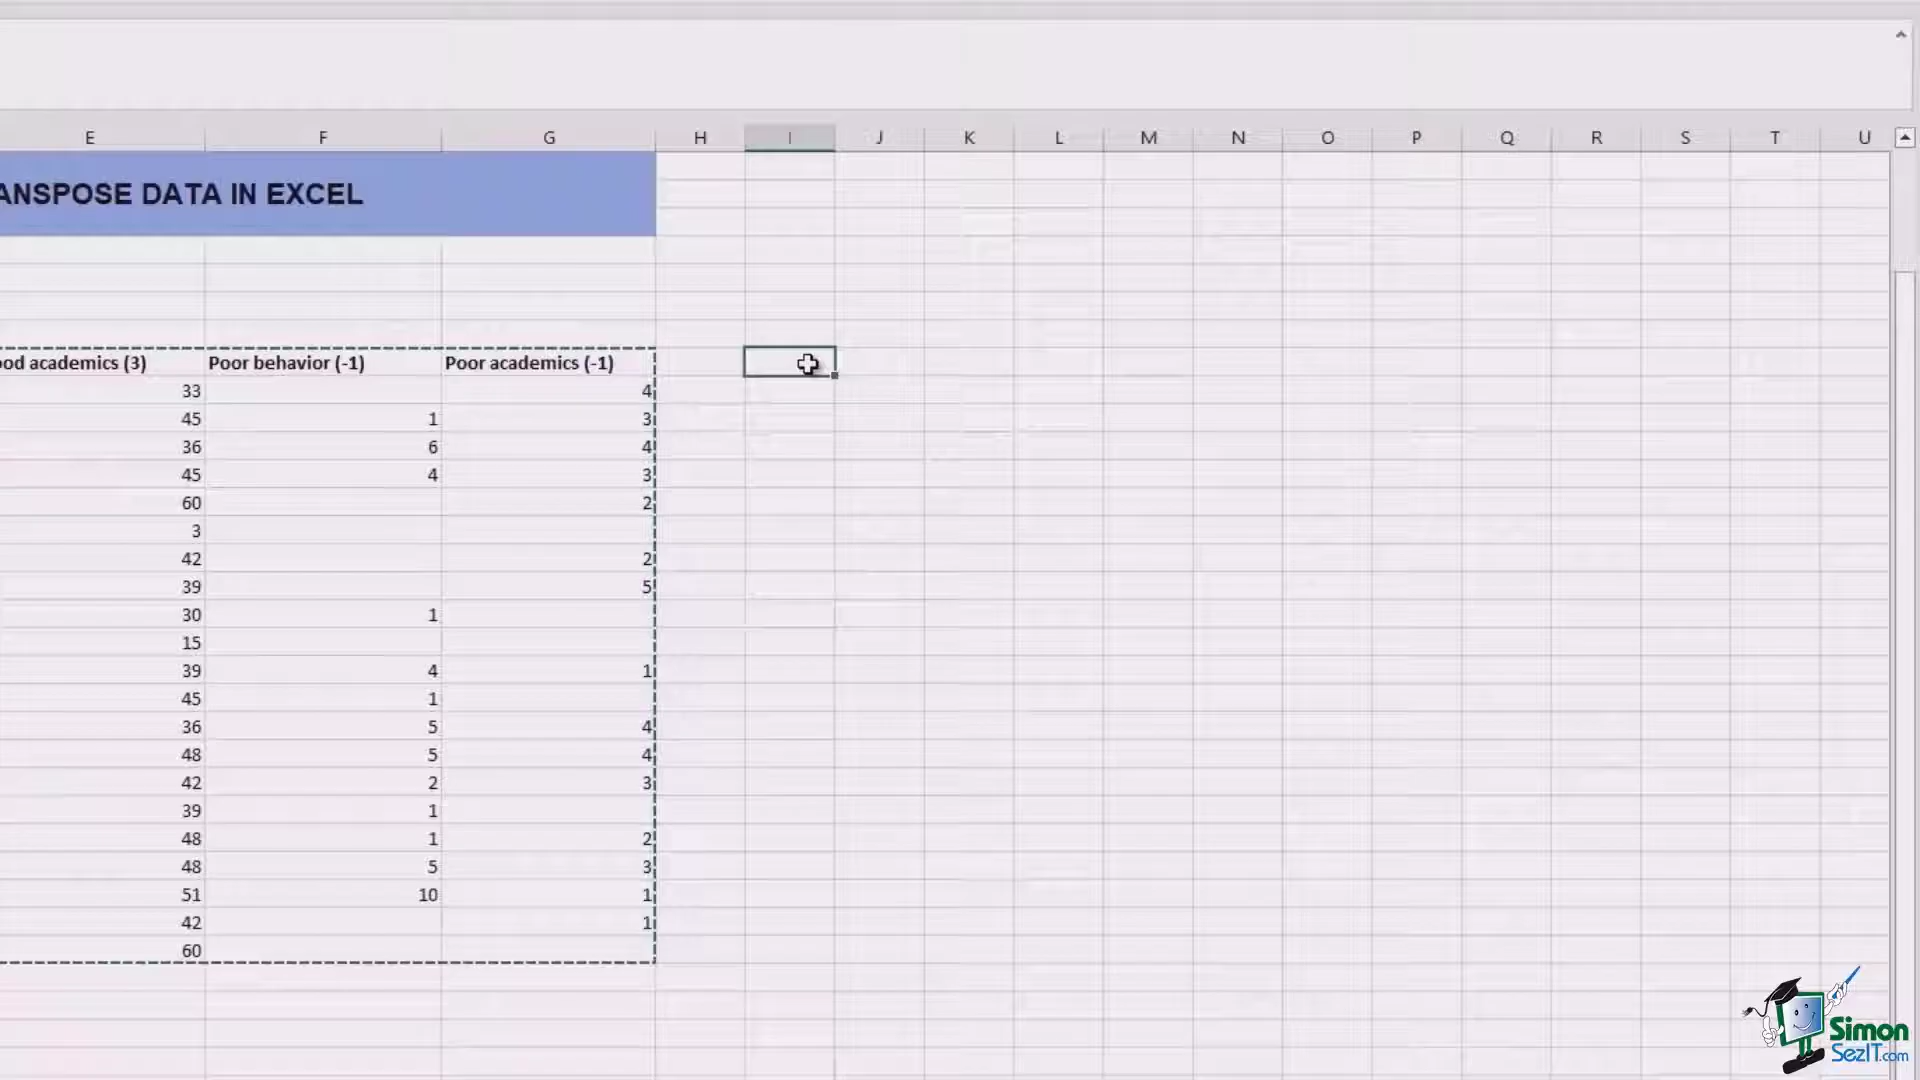 E F G H I J K L M N O P Q R S T U
ANSPOSE DATA IN EXCEL
ood academics (3) Poor behavior (-1) Poor academics (-1)
33 4
45 1 3
36 6 4
45 4 3
60 2
3
42 2
39 5
30 1
15
39 4 1
45 1
36 5 4
48 5 4
42 2 3
39 1
48 1 2
48 5 3
51 10 1
42 1
60
Simon
SezIT.com